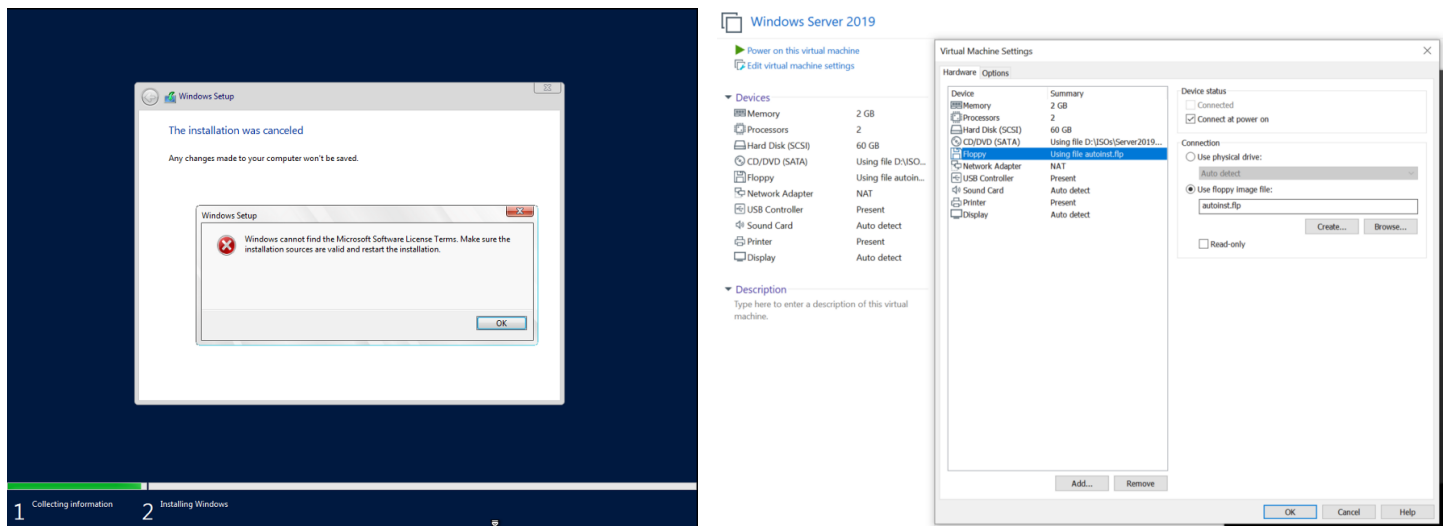 Windows Setup
The installation was canceled
Any changes made to your computer won't be saved.
Windows Setup
Windows cannot find the Microsoft Software License Terms. Make sure the
installation sources are valid and restart the installation.
OK
1 Collecting information
2 Installing Windows
Windows Server 2019
Power on this virtual machine
Edit virtual machine settings
Devices
Memory 2 GB
Processors 2
Hard Disk (SCSI) 60 GB
CD/DVD (SATA) Using file D:\ISO...
Floppy Using file autoin...
Network Adapter NAT
USB Controller Present
Sound Card Auto detect
Printer Present
Display Auto detect
Description
Type here to enter a description of this virtual
machine.
Virtual Machine Settings
Hardware Options
Device Summary
Memory 2 GB
Processors 2
Hard Disk (SCSI) 60 GB
CD/DVD (SATA) Using file D:\ISOs\Server2019...
Floppy Using file autoinst.flp
Network Adapter NAT
USB Controller Present
Sound Card Auto detect
Printer Present
Display Auto detect
Add... Remove
Device status
Connected
Connect at power on
Connection
Use physical drive:
Auto detect
Use floppy image file:
autoinst.flp
Create... Browse...
Read-only
OK Cancel Help